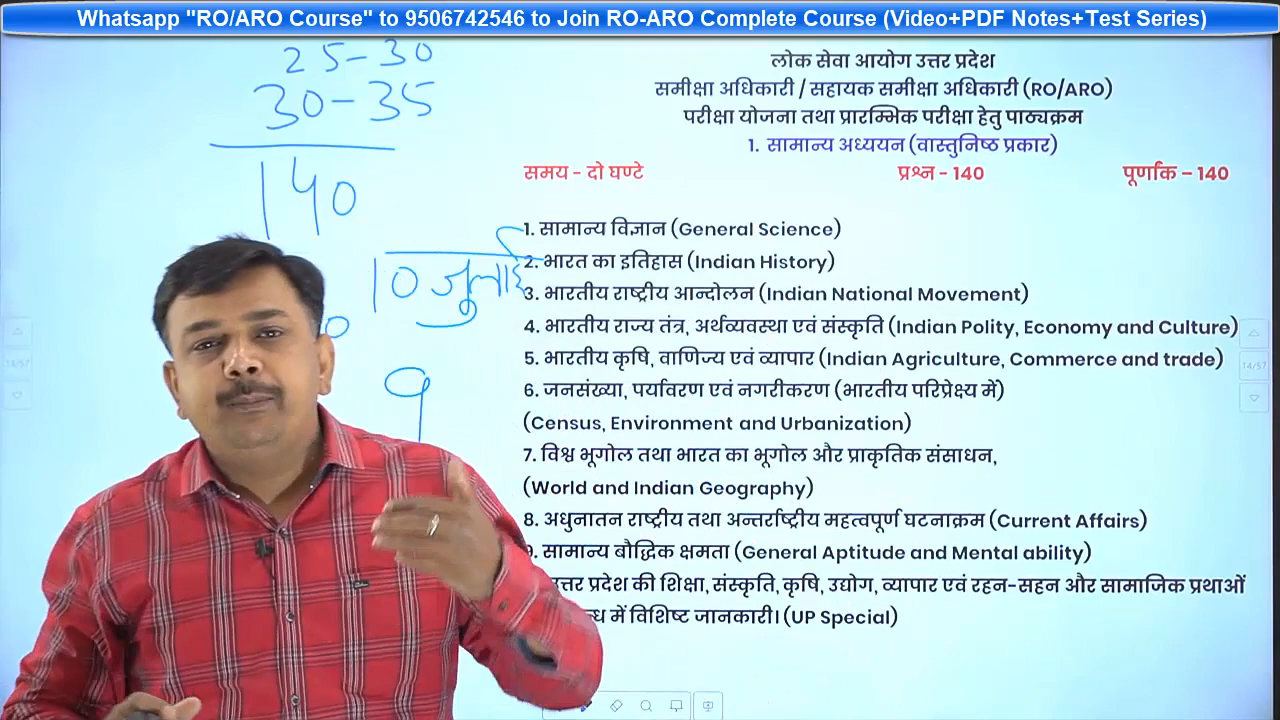 Whatsapp "RO/ARO Course" to 9506742546 to Join RO-ARO Complete Course (Video+PDF Notes+Test Series)
25-30
30-35
140
10 जुलाई
0
9
लोक सेवा आयोग उत्तर प्रदेश
समीक्षा अधिकारी / सहायक समीक्षा अधिकारी (RO/ARO)
परीक्षा योजना तथा प्रारम्भिक परीक्षा हेतु पाठ्यक्रम
1. सामान्य अध्ययन (वास्तुनिष्ठ प्रकार)
समय - दो घण्टे प्रश्न - 140 पूर्णांक – 140
1. सामान्य विज्ञान (General Science)
2. भारत का इतिहास (Indian History)
3. भारतीय राष्ट्रीय आन्दोलन (Indian National Movement)
4. भारतीय राज्य तंत्र, अर्थव्यवस्था एवं संस्कृति (Indian Polity, Economy and Culture)
5. भारतीय कृषि, वाणिज्य एवं व्यापार (Indian Agriculture, Commerce and trade)
6. जनसंख्या, पर्यावरण एवं नगरीकरण (भारतीय परिप्रेक्ष्य में)
(Census, Environment and Urbanization)
7. विश्व भूगोल तथा भारत का भूगोल और प्राकृतिक संसाधन,
(World and Indian Geography)
8. अधुनातन राष्ट्रीय तथा अन्तर्राष्ट्रीय महत्वपूर्ण घटनाक्रम (Current Affairs)
9. सामान्य बौद्धिक क्षमता (General Aptitude and Mental ability)
उत्तर प्रदेश की शिक्षा, संस्कृति, कृषि, उद्योग, व्यापार एवं रहन-सहन और सामाजिक प्रथाओं
में विशिष्ट जानकारी। (UP Special)
14/57
14/57